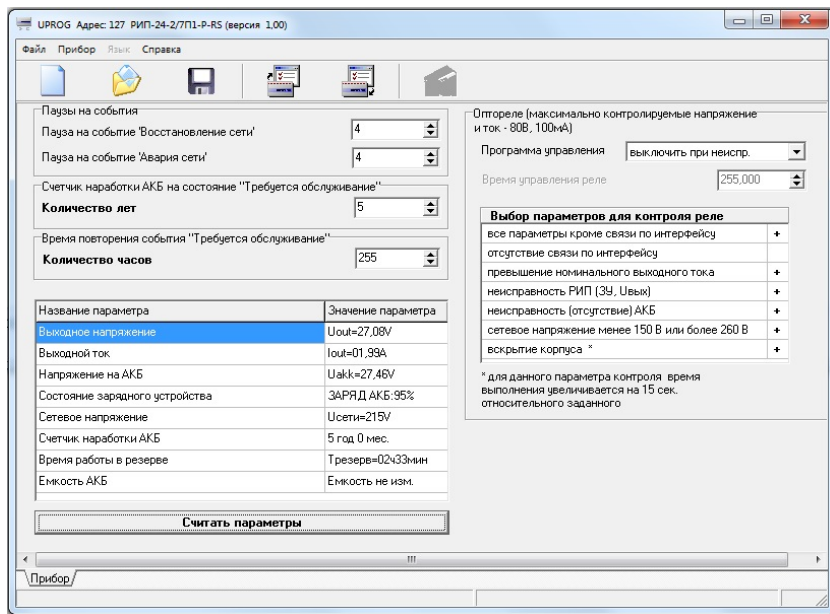 UPROG Адрес: 127 РИП-24-2/7П1-P-RS (версия 1,00)
Файл Прибор Язык Справка
Паузы на события
Пауза на событие 'Восстановление сети' 4
Пауза на событие 'Авария сети' 4
Счетчик наработки АКБ на состояние "Требуется обслуживание"
Количество лет 5
Время повторения события "Требуется обслуживание"
Количество часов 255
Название параметра Значение параметра
Выходное напряжение Uout=27,08V
Выходной ток Iout=01,99A
Напряжение на АКБ Uakk=27,46V
Состояние зарядного устройства ЗАРЯД АКБ:95%
Сетевое напряжение Uсети=215V
Счетчик наработки АКБ 5 год 0 мес.
Время работы в резерве Tрезерв=02ч33мин
Емкость АКБ Емкость не изм.
Считать параметры
Оптореле (максимально контролируемые напряжение
и ток - 80В, 100мА)
Программа управления выключить при неиспр.
Время управления реле 255,000
Выбор параметров для контроля реле
все параметры кроме связи по интерфейсу +
отсутствие связи по интерфейсу
превышение номинального выходного тока +
неисправность РИП (ЗУ, Uвых) +
неисправность (отсутствие) АКБ +
сетевое напряжение менее 150 В или более 260 В +
вскрытие корпуса * +
* для данного параметра контроля время
выполнения увеличивается на 15 сек.
относительного заданного
Прибор